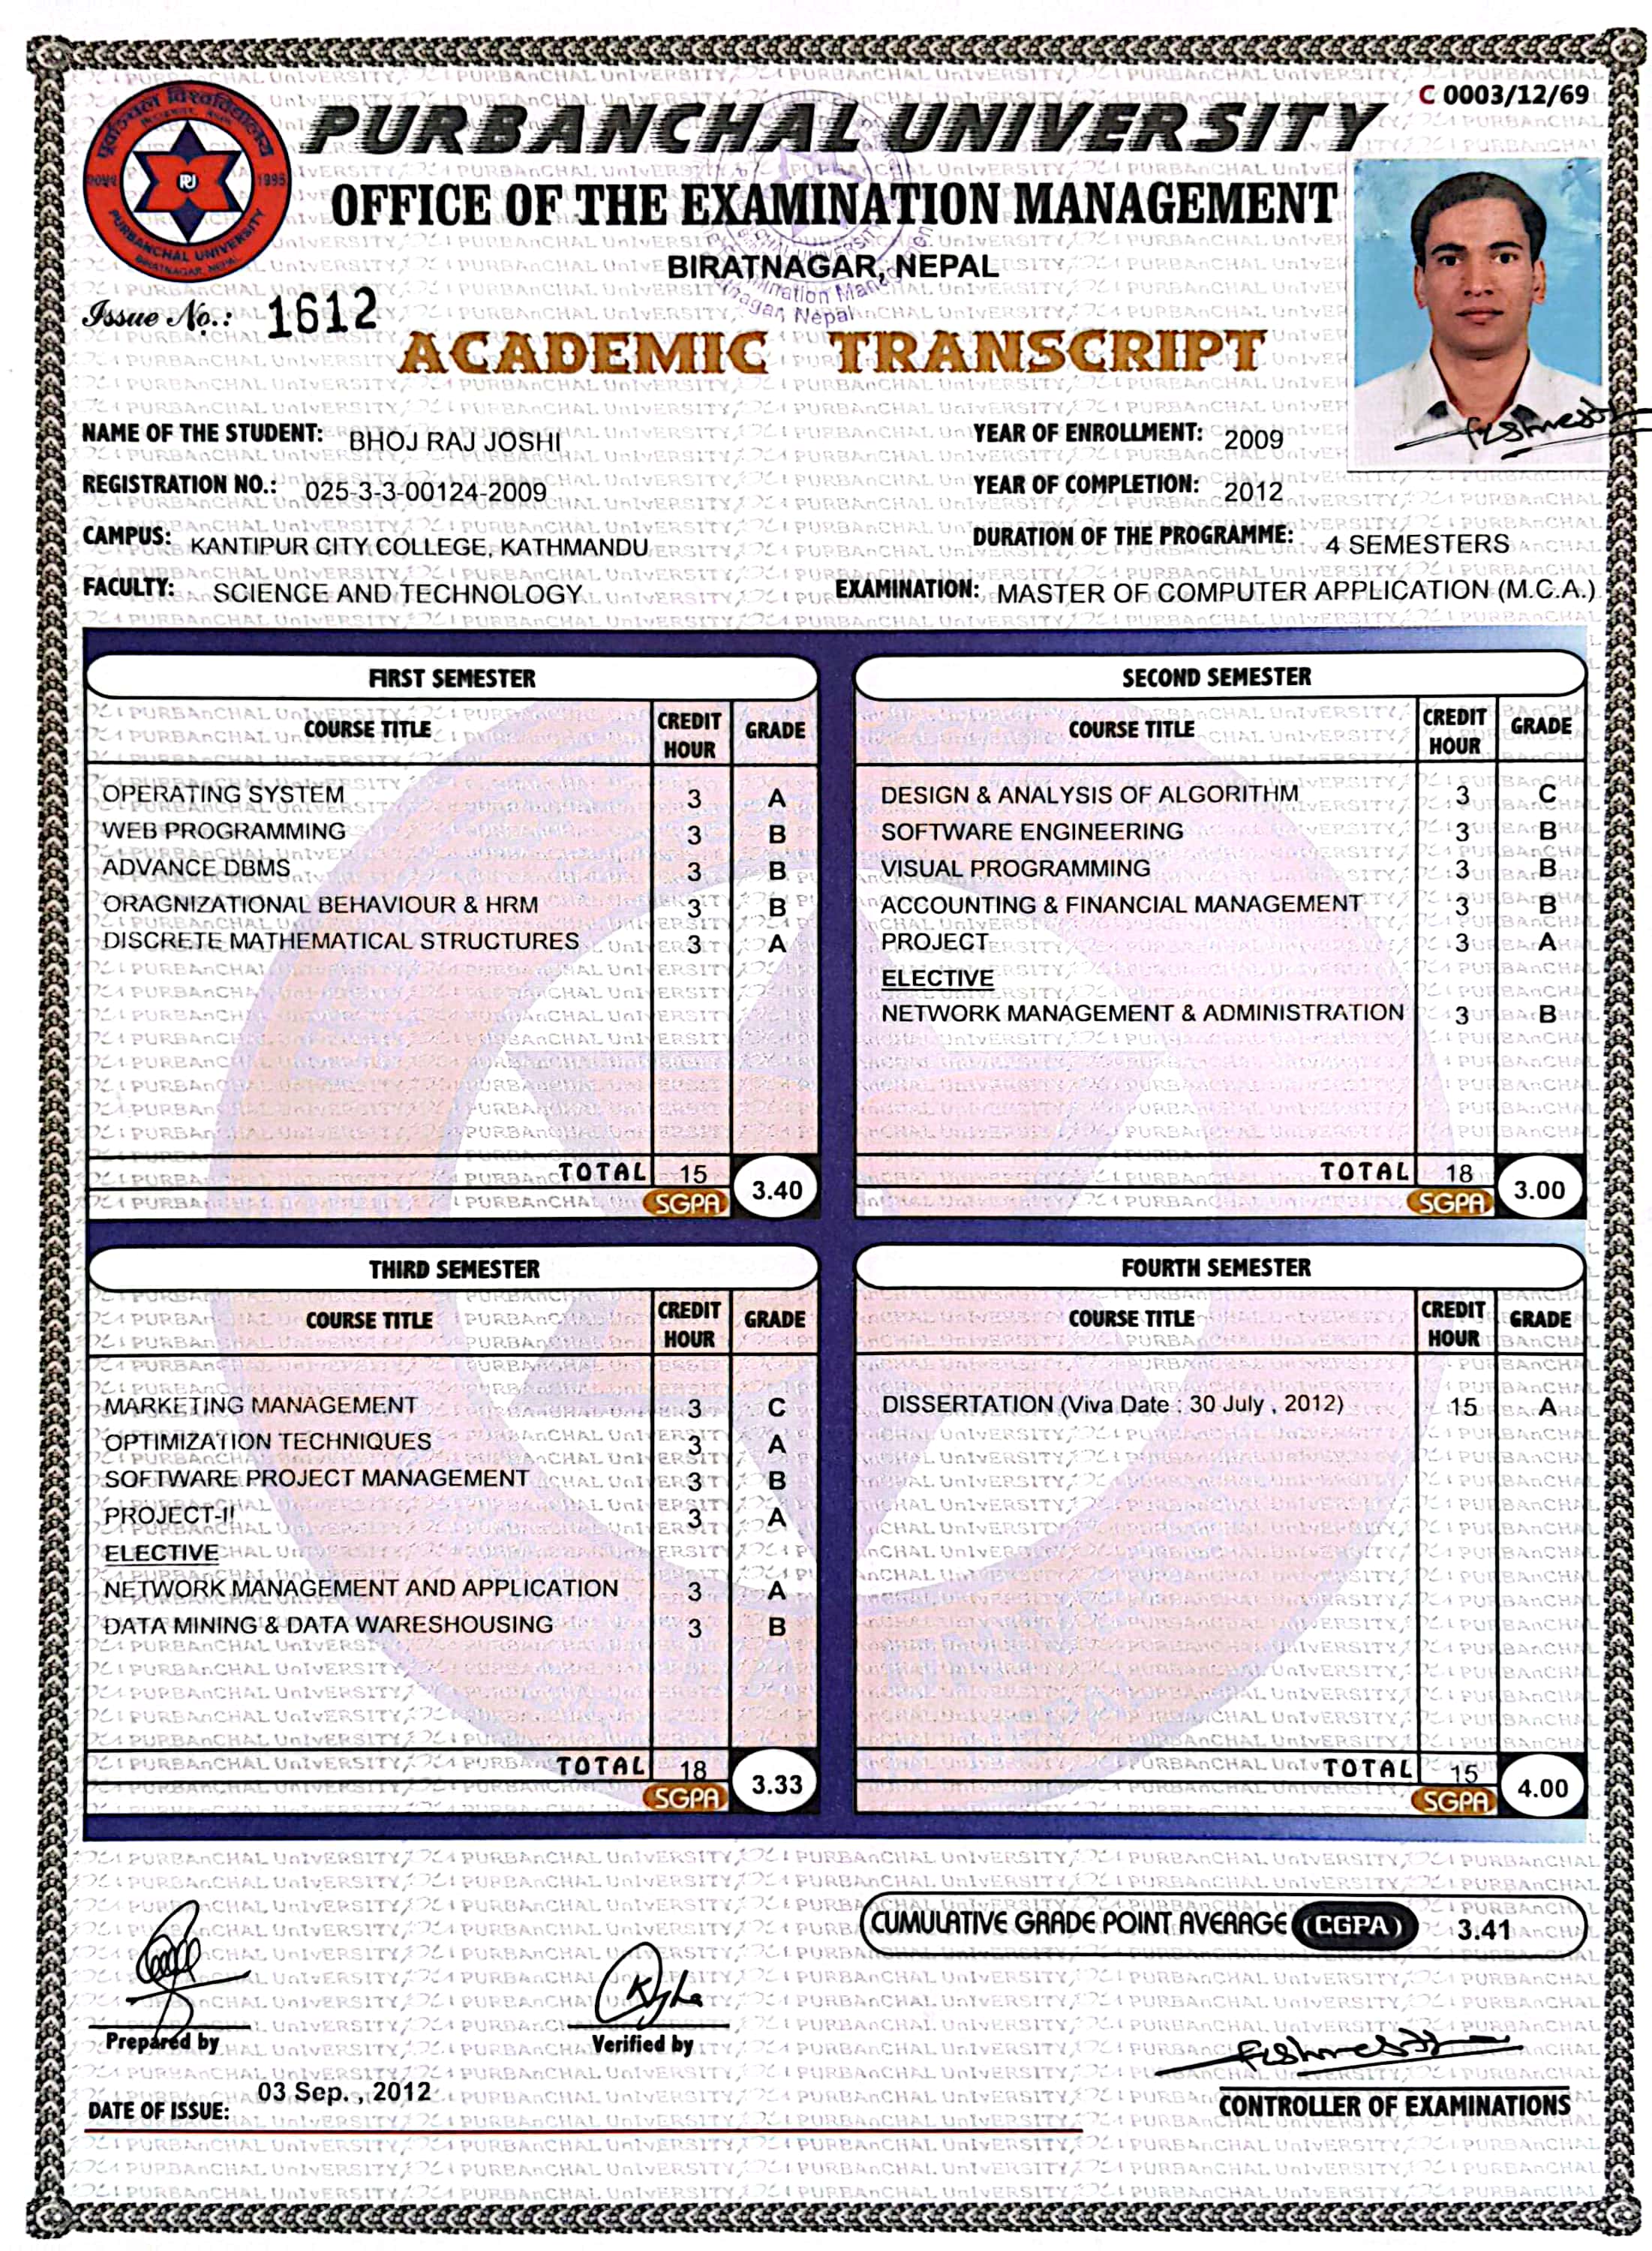 C 0003/12/69
PURBANCHAL UNIVERSITY
OFFICE OF THE EXAMINATION MANAGEMENT
BIRATNAGAR, NEPAL
पूर्वाञ्चल विश्वविद्यालय
1995
PU
PURBANCHAL UNIVERSITY
BIRATNAGAR, NEPAL
Issue No.: 1612
ACADEMIC TRANSCRIPT
NAME OF THE STUDENT: BHOJ RAJ JOSHI
YEAR OF ENROLLMENT: 2009
REGISTRATION NO.: 025-3-3-00124-2009
YEAR OF COMPLETION: 2012
CAMPUS: KANTIPUR CITY COLLEGE, KATHMANDU
DURATION OF THE PROGRAMME: 4 SEMESTERS
FACULTY: SCIENCE AND TECHNOLOGY
EXAMINATION: MASTER OF COMPUTER APPLICATION (M.C.A.)
FIRST SEMESTER
COURSE TITLE CREDIT HOUR GRADE
OPERATING SYSTEM 3 A
WEB PROGRAMMING 3 B
ADVANCE DBMS 3 B
ORAGNIZATIONAL BEHAVIOUR & HRM 3 B
DISCRETE MATHEMATICAL STRUCTURES 3 A
TOTAL 15
SGPA 3.40
SECOND SEMESTER
COURSE TITLE CREDIT HOUR GRADE
DESIGN & ANALYSIS OF ALGORITHM 3 C
SOFTWARE ENGINEERING 3 B
VISUAL PROGRAMMING 3 B
ACCOUNTING & FINANCIAL MANAGEMENT 3 B
PROJECT 3 A
ELECTIVE
NETWORK MANAGEMENT & ADMINISTRATION 3 B
TOTAL 18
SGPA 3.00
THIRD SEMESTER
COURSE TITLE CREDIT HOUR GRADE
MARKETING MANAGEMENT 3 C
OPTIMIZATION TECHNIQUES 3 A
SOFTWARE PROJECT MANAGEMENT 3 B
PROJECT-II 3 A
ELECTIVE
NETWORK MANAGEMENT AND APPLICATION 3 A
DATA MINING & DATA WARESHOUSING 3 B
TOTAL 18
SGPA 3.33
FOURTH SEMESTER
COURSE TITLE CREDIT HOUR GRADE
DISSERTATION (Viva Date : 30 July , 2012) 15 A
TOTAL 15
SGPA 4.00
CUMULATIVE GRADE POINT AVERAGE (CGPA) 3.41
Prepared by
Verified by
DATE OF ISSUE: 03 Sep. , 2012
CONTROLLER OF EXAMINATIONS